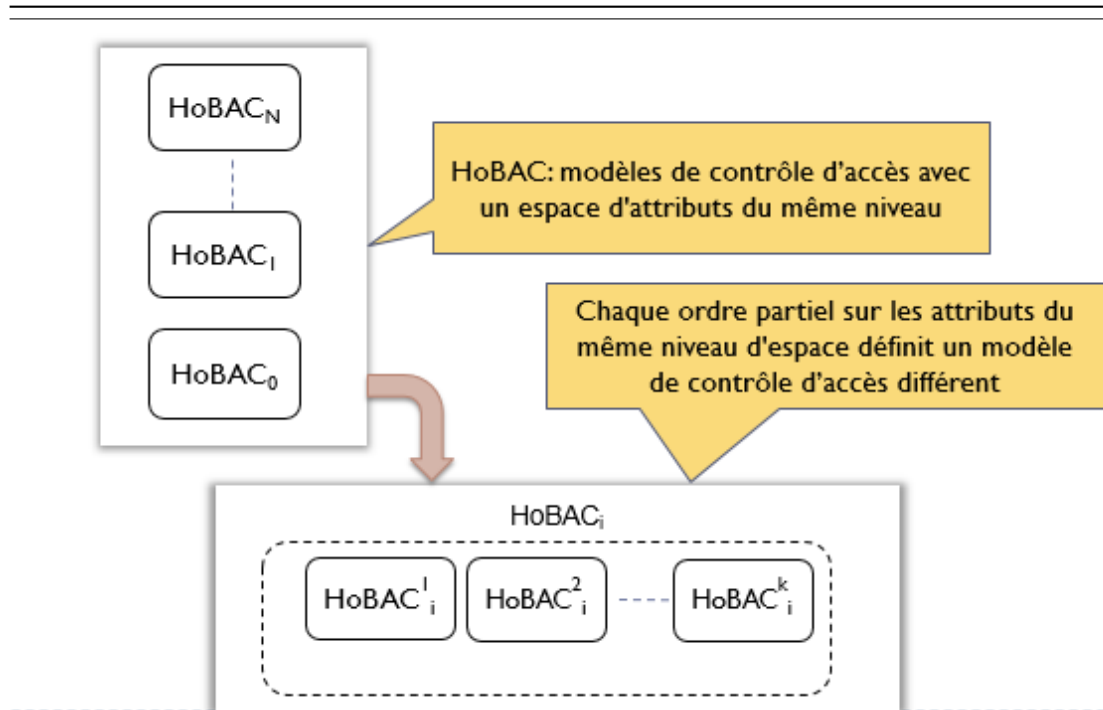 HoBAC_N
HoBAC: modèles de contrôle d'accès avec
un espace d'attributs du même niveau
HoBAC_1
Chaque ordre partiel sur les attributs du
même niveau d'espace définit un modèle
de contrôle d'accès différent
HoBAC_0
HoBAC_i
HoBAC^1_i HoBAC^2_i HoBAC^k_i